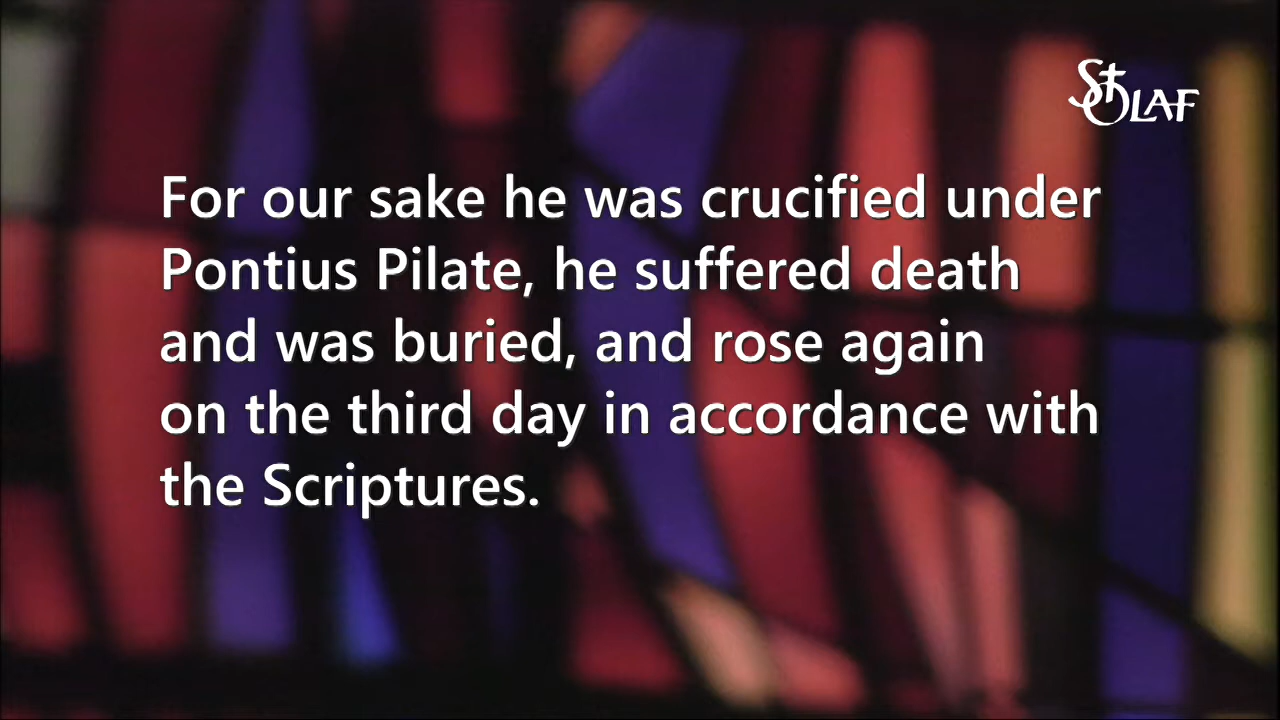 St OLAF
For our sake he was crucified under
Pontius Pilate, he suffered death
and was buried, and rose again
on the third day in accordance with
the Scriptures.